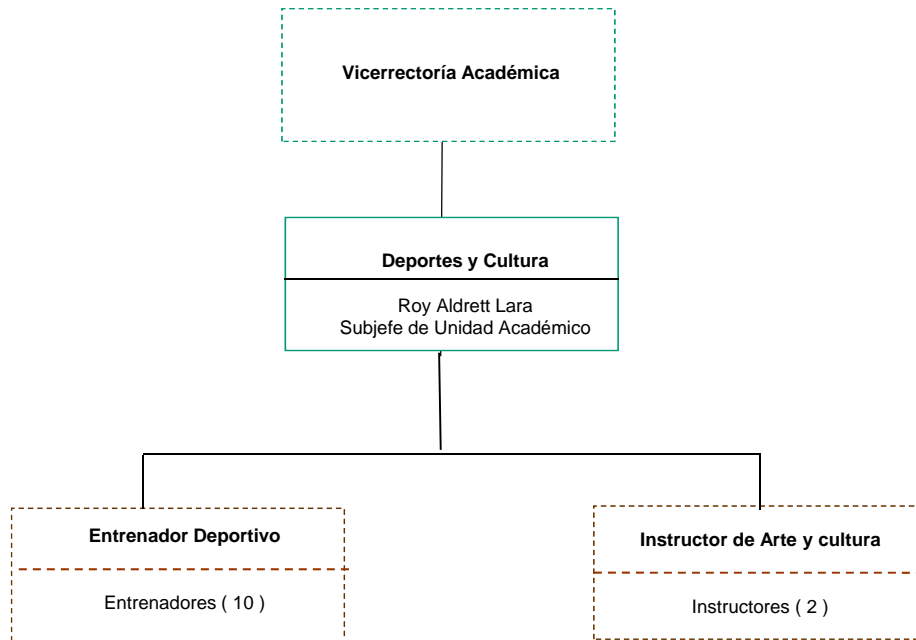 Vicerrectoría Académica
Deportes y Cultura
Roy Aldrett Lara
Subjefe de Unidad Académico
Entrenador Deportivo
Entrenadores ( 10 )
Instructor de Arte y cultura
Instructores ( 2 )